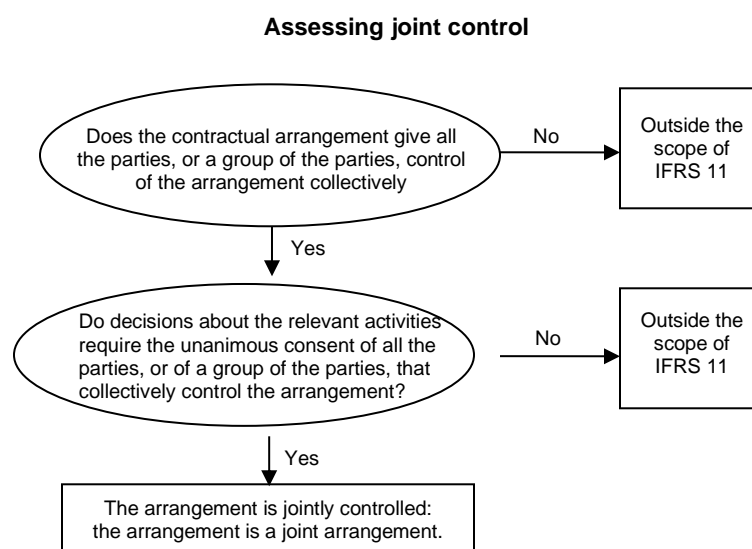 Assessing joint control
Does the contractual arrangement give all
the parties, or a group of the parties, control
of the arrangement collectively
No
Outside the
scope of
IFRS 11
Yes
Do decisions about the relevant activities
require the unanimous consent of all the
parties, or of a group of the parties, that
collectively control the arrangement?
No
Outside the
scope of
IFRS 11
Yes
The arrangement is jointly controlled:
the arrangement is a joint arrangement.